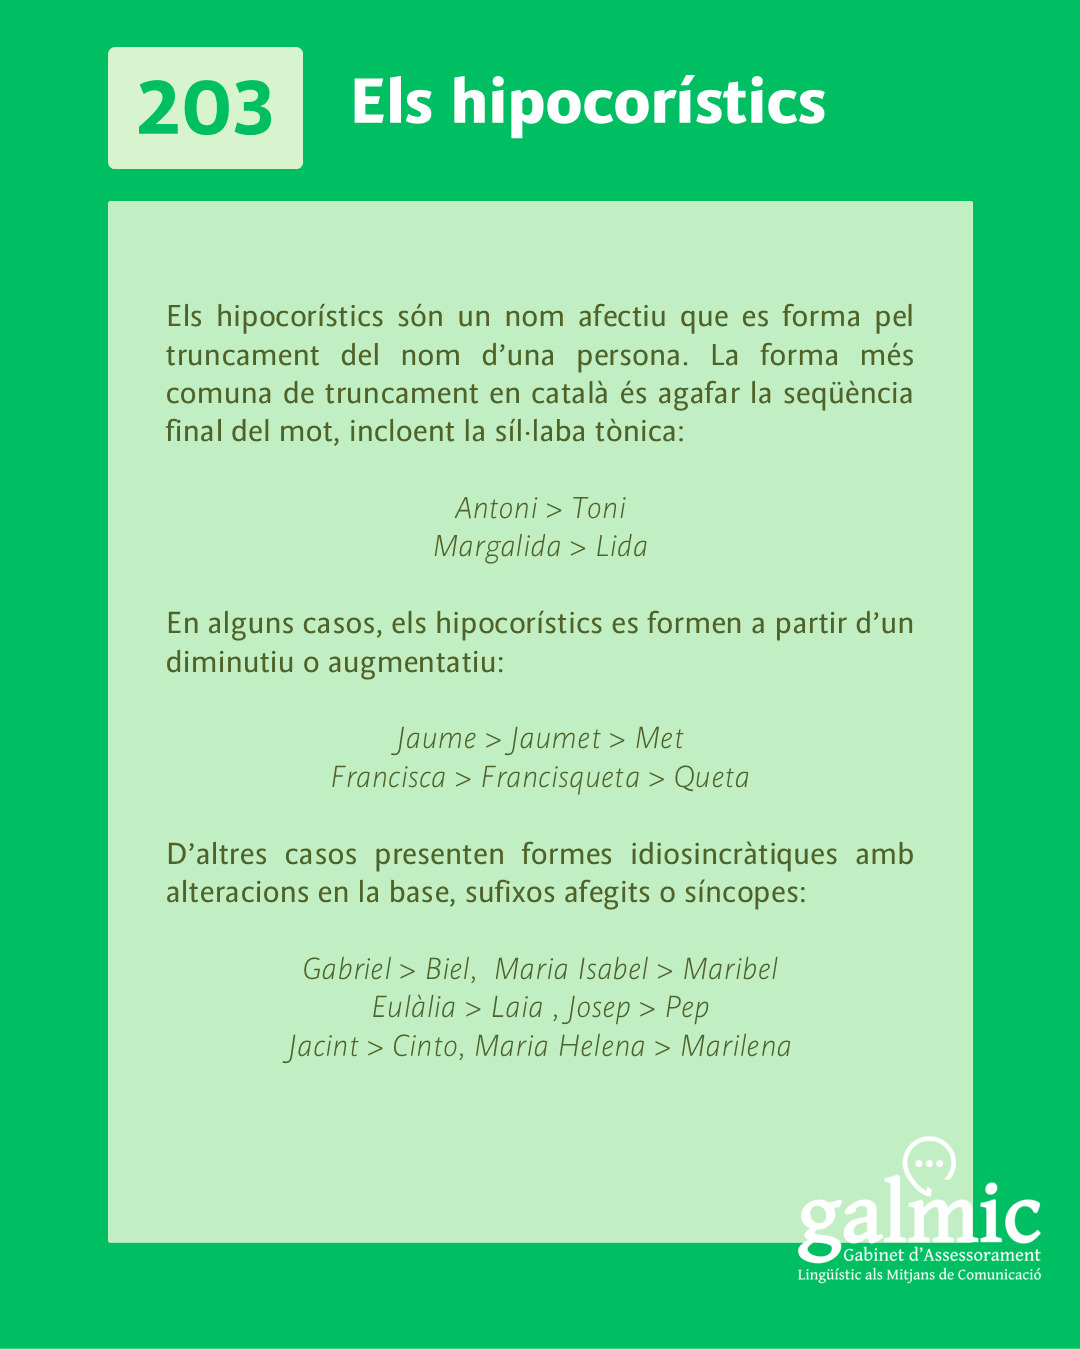 203
Els hipocorístics
Els hipocorístics són un nom afectiu que es forma pel
truncament del nom d’una persona. La forma més
comuna de truncament en català és agafar la seqüència
final del mot, incloent la síl·laba tònica:
Antoni > Toni
Margalida > Lida
En alguns casos, els hipocorístics es formen a partir d’un
diminutiu o augmentatiu:
Jaume > Jaumet > Met
Francisca > Francisqueta > Queta
D’altres casos presenten formes idiosincràtiques amb
alteracions en la base, sufixos afegits o síncopes:
Gabriel > Biel,  Maria Isabel > Maribel
Eulàlia > Laia , Josep > Pep
Jacint > Cinto, Maria Helena > Marilena
galmic
Gabinet d’Assessorament
Lingüístic als Mitjans de Comunicació